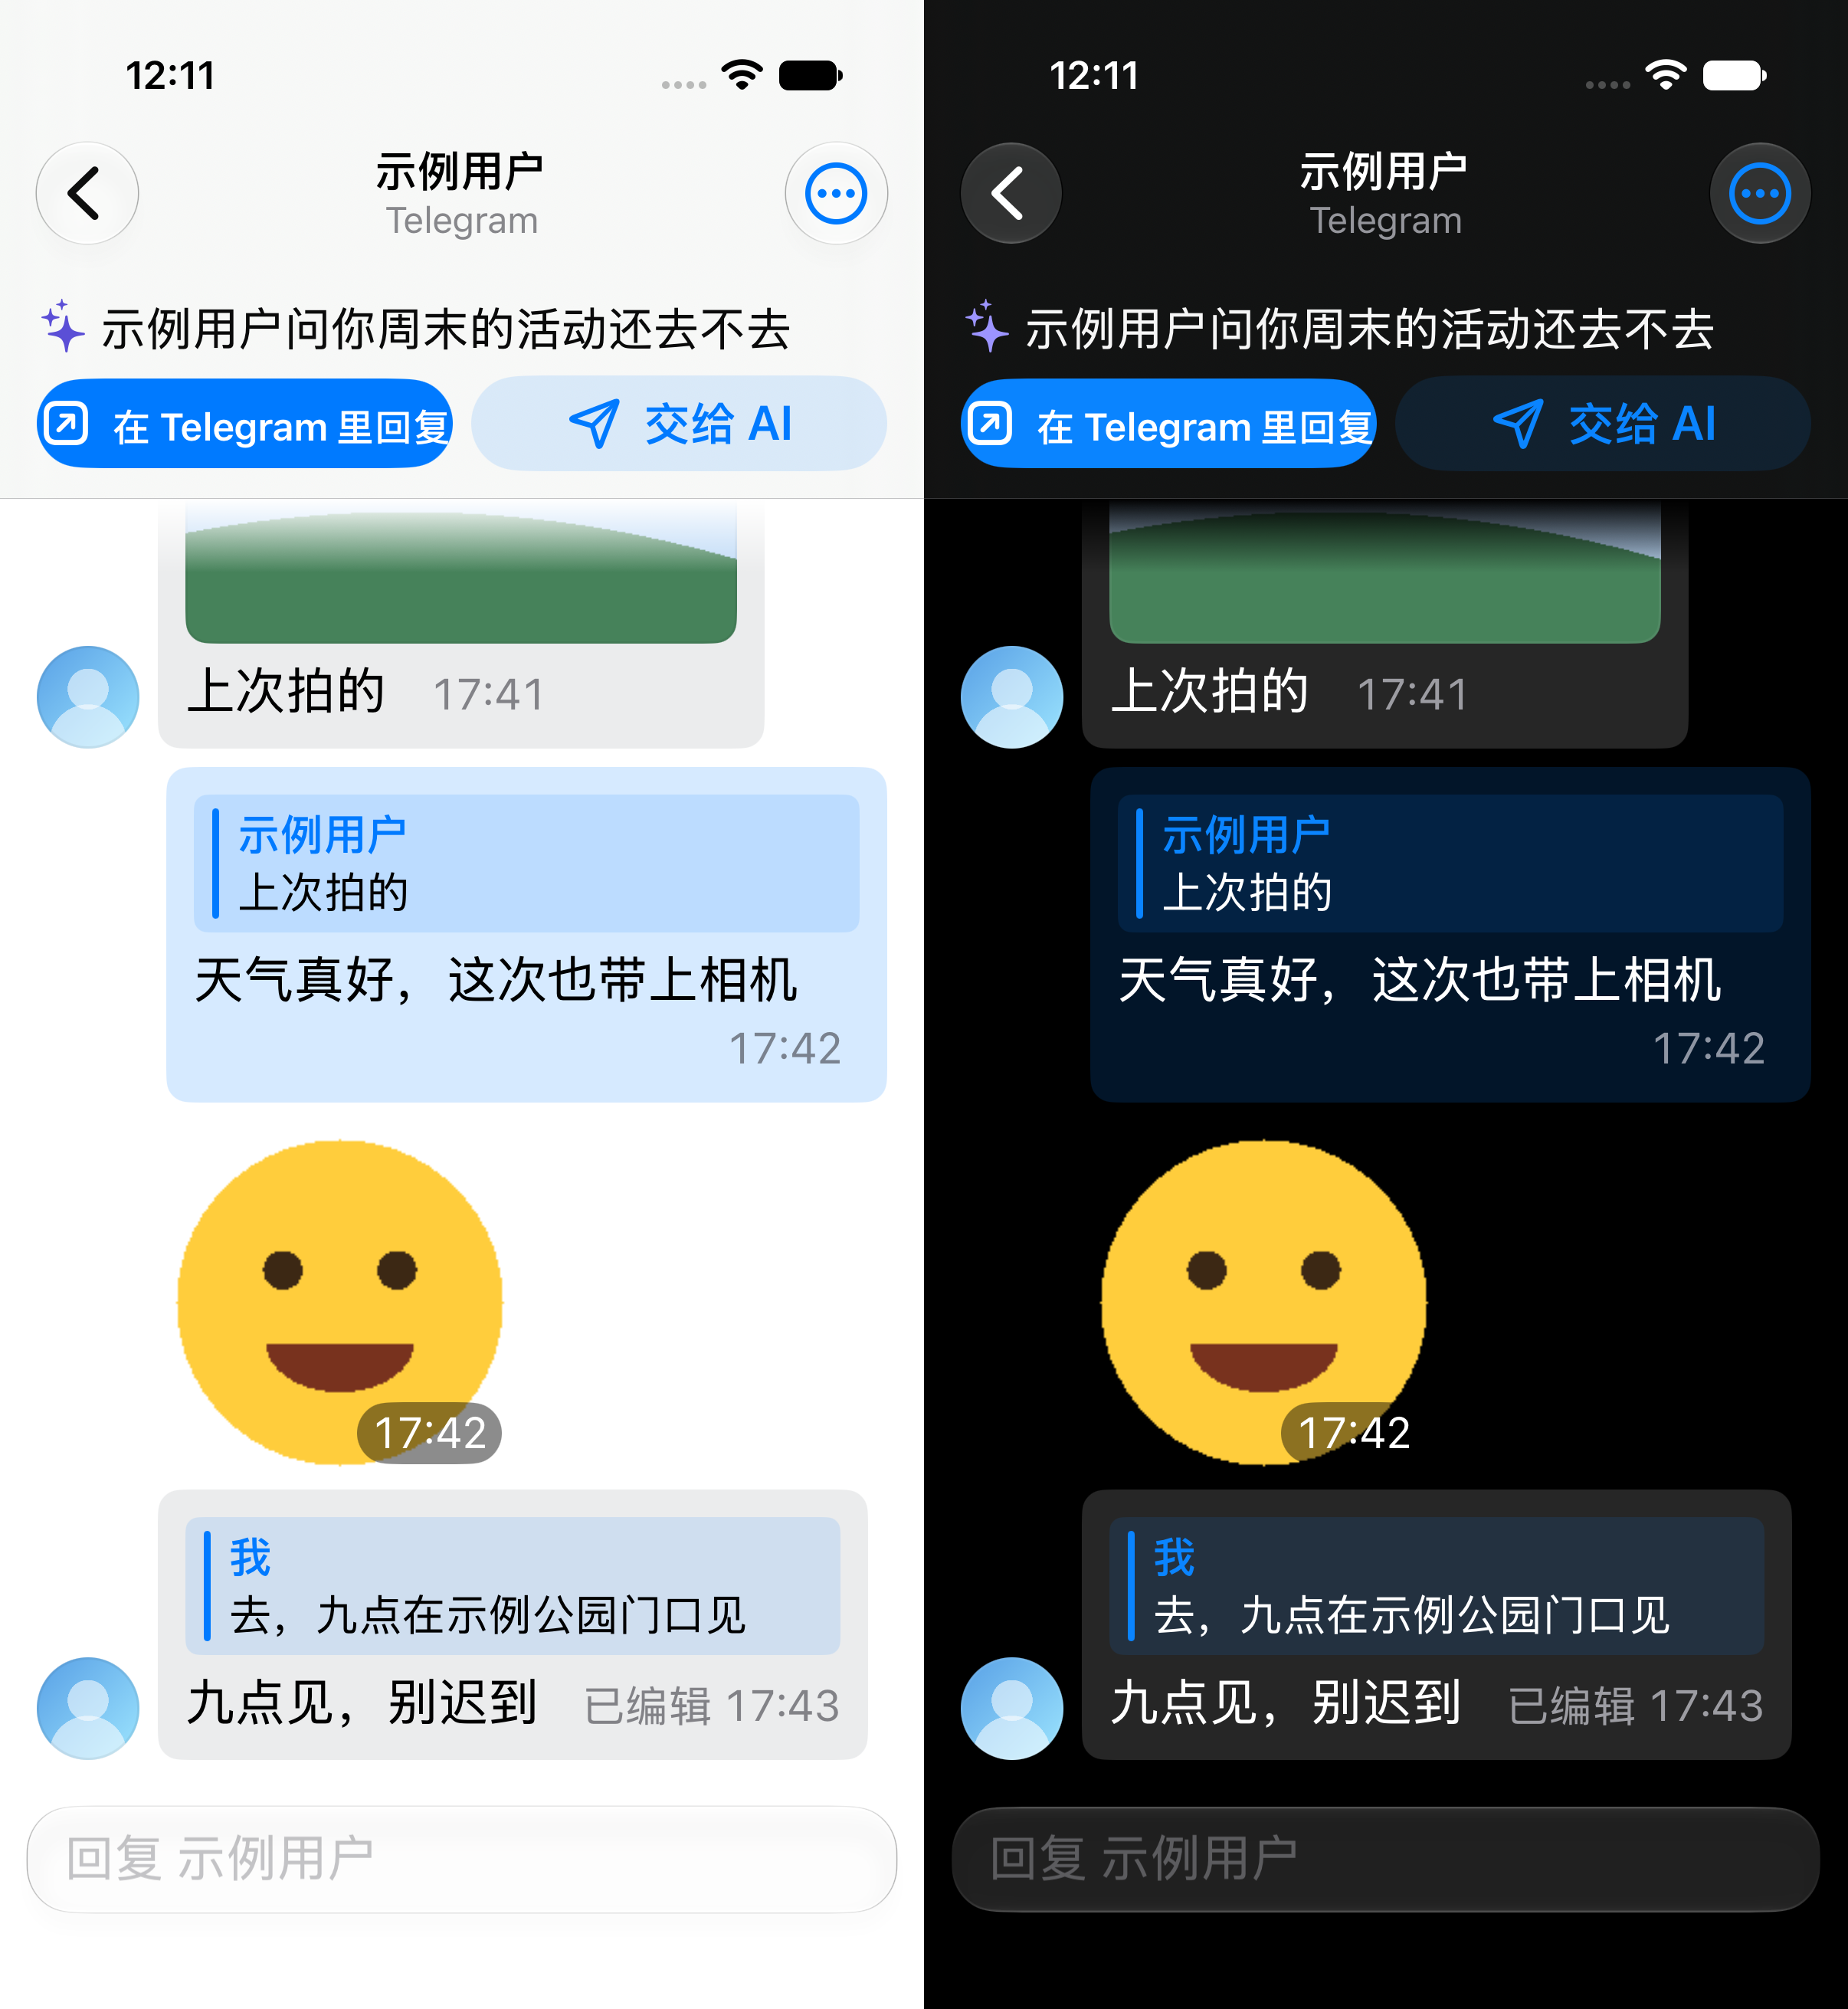 12:11
示例用户
Telegram
示例用户问你周末的活动还去不去
在 Telegram 里回复
交给 AI
上次拍的 17:41
示例用户
上次拍的
天气真好，这次也带上相机
17:42
17:42
我
去，九点在示例公园门口见
九点见，别迟到 已编辑 17:43
回复 示例用户
12:11
示例用户
Telegram
示例用户问你周末的活动还去不去
在 Telegram 里回复
交给 AI
上次拍的 17:41
示例用户
上次拍的
天气真好，这次也带上相机
17:42
17:42
我
去，九点在示例公园门口见
九点见，别迟到 已编辑 17:43
回复 示例用户